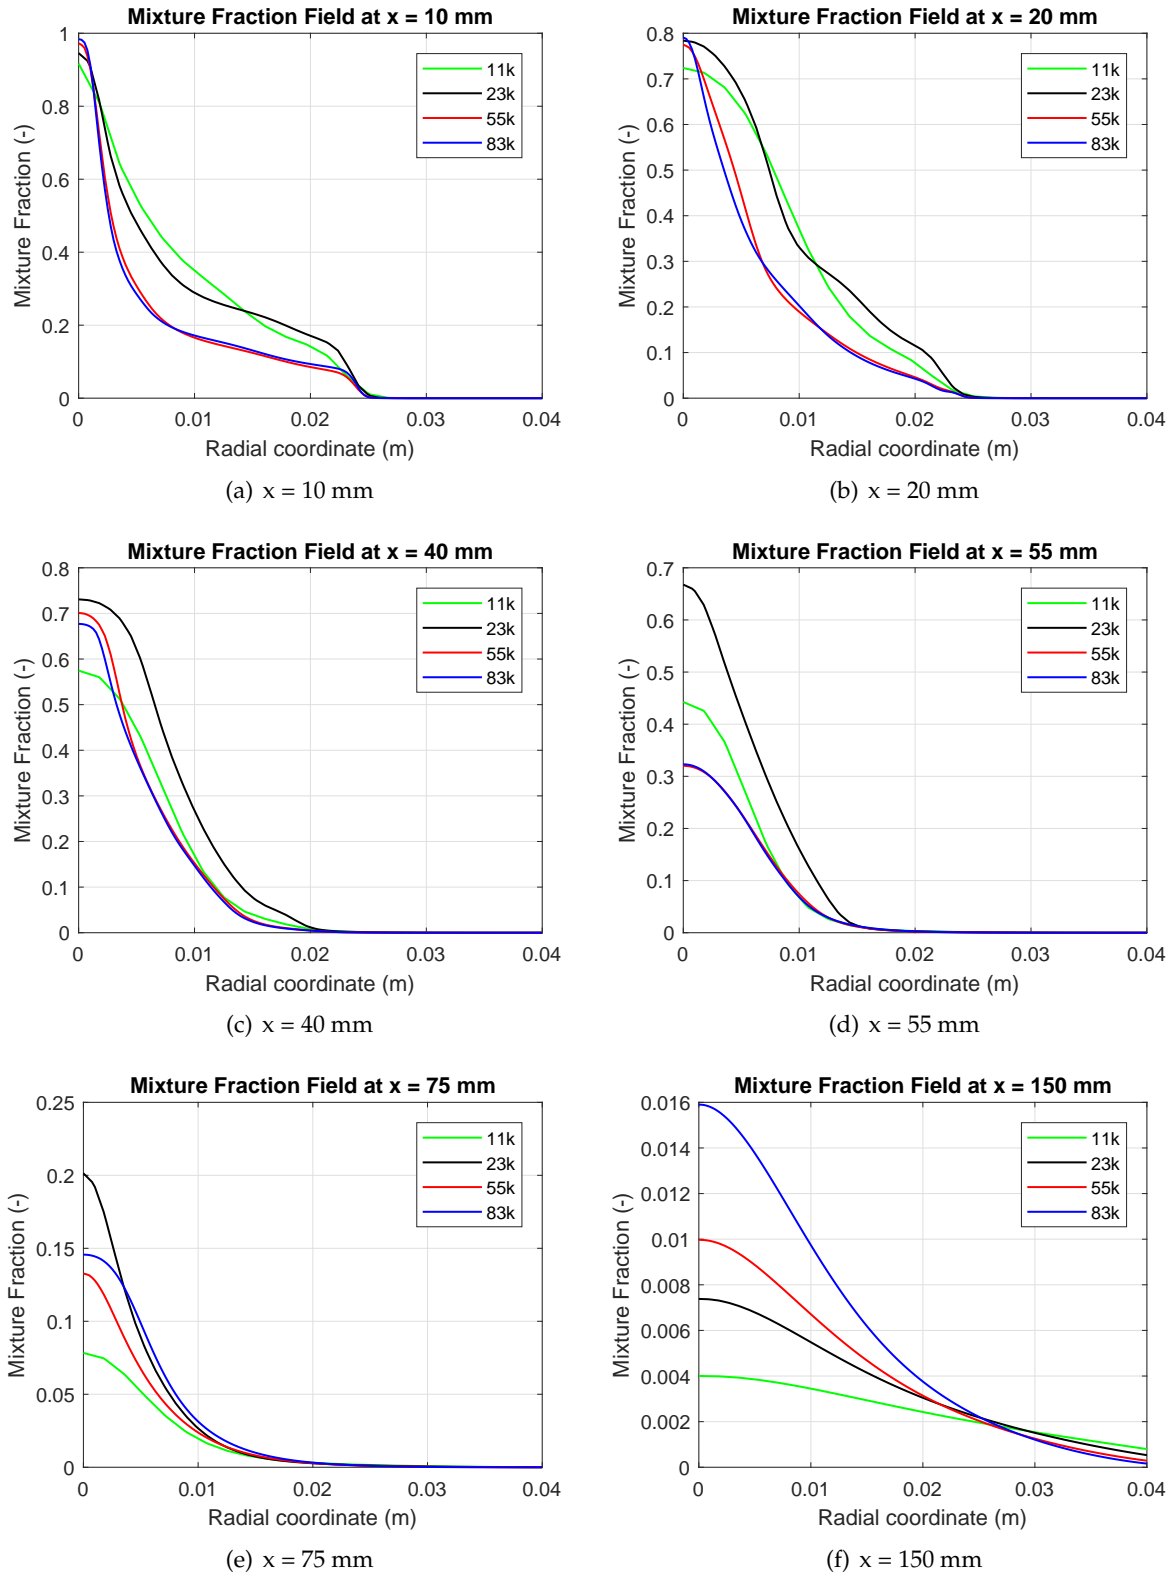 Mixture Fraction Field at x = 10 mm
1
0.8
0.6
0.4
0.2
0
Mixture Fraction (-)
11k
23k
55k
83k
0 0.01 0.02 0.03 0.04
Radial coordinate (m)
(a) x = 10 mm
Mixture Fraction Field at x = 20 mm
0.8
0.7
0.6
0.5
0.4
0.3
0.2
0.1
0
Mixture Fraction (-)
11k
23k
55k
83k
0 0.01 0.02 0.03 0.04
Radial coordinate (m)
(b) x = 20 mm
Mixture Fraction Field at x = 40 mm
0.8
0.7
0.6
0.5
0.4
0.3
0.2
0.1
0
Mixture Fraction (-)
11k
23k
55k
83k
0 0.01 0.02 0.03 0.04
Radial coordinate (m)
(c) x = 40 mm
Mixture Fraction Field at x = 55 mm
0.7
0.6
0.5
0.4
0.3
0.2
0.1
0
Mixture Fraction (-)
11k
23k
55k
83k
0 0.01 0.02 0.03 0.04
Radial coordinate (m)
(d) x = 55 mm
Mixture Fraction Field at x = 75 mm
0.25
0.2
0.15
0.1
0.05
0
Mixture Fraction (-)
11k
23k
55k
83k
0 0.01 0.02 0.03 0.04
Radial coordinate (m)
(e) x = 75 mm
Mixture Fraction Field at x = 150 mm
0.016
0.014
0.012
0.01
0.008
0.006
0.004
0.002
0
Mixture Fraction (-)
11k
23k
55k
83k
0 0.01 0.02 0.03 0.04
Radial coordinate (m)
(f) x = 150 mm